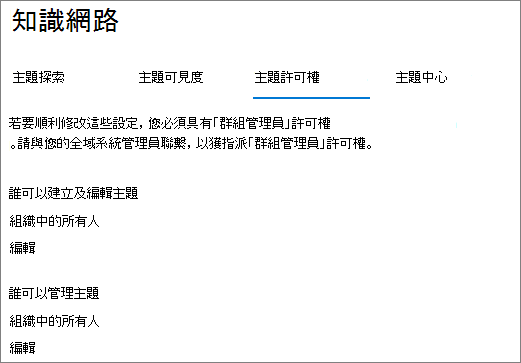 知識網路
主題探索 主題可見度 主題許可權 主題中心
若要順利修改這些設定，您必須具有「群組管理員」許可權
。請與您的全域系統管理員聯繫，以獲指派「群組管理員」許可權。
誰可以建立及編輯主題
組織中的所有人
編輯
誰可以管理主題
組織中的所有人
編輯